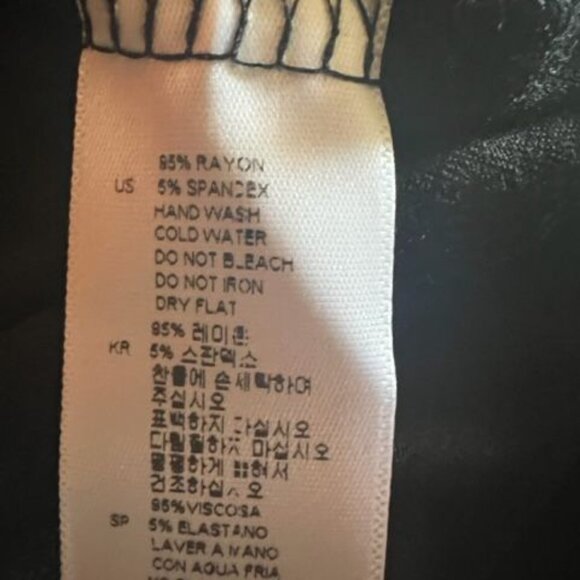 95% RAYON
US 5% SPANDEX
HAND WASH
COLD WATER
DO NOT BLEACH
DO NOT IRON
DRY FLAT
95% 레이온
KR 5% 스판덱스
찬물에 손세탁하며
주십시오
표백하지 마십시오
다림질하지 마십시오
평평하게 펴서
건조하십시오
95% VISCOSA
SP 5% ELASTANO
LAVER A MANO
CON AQUA FRIA